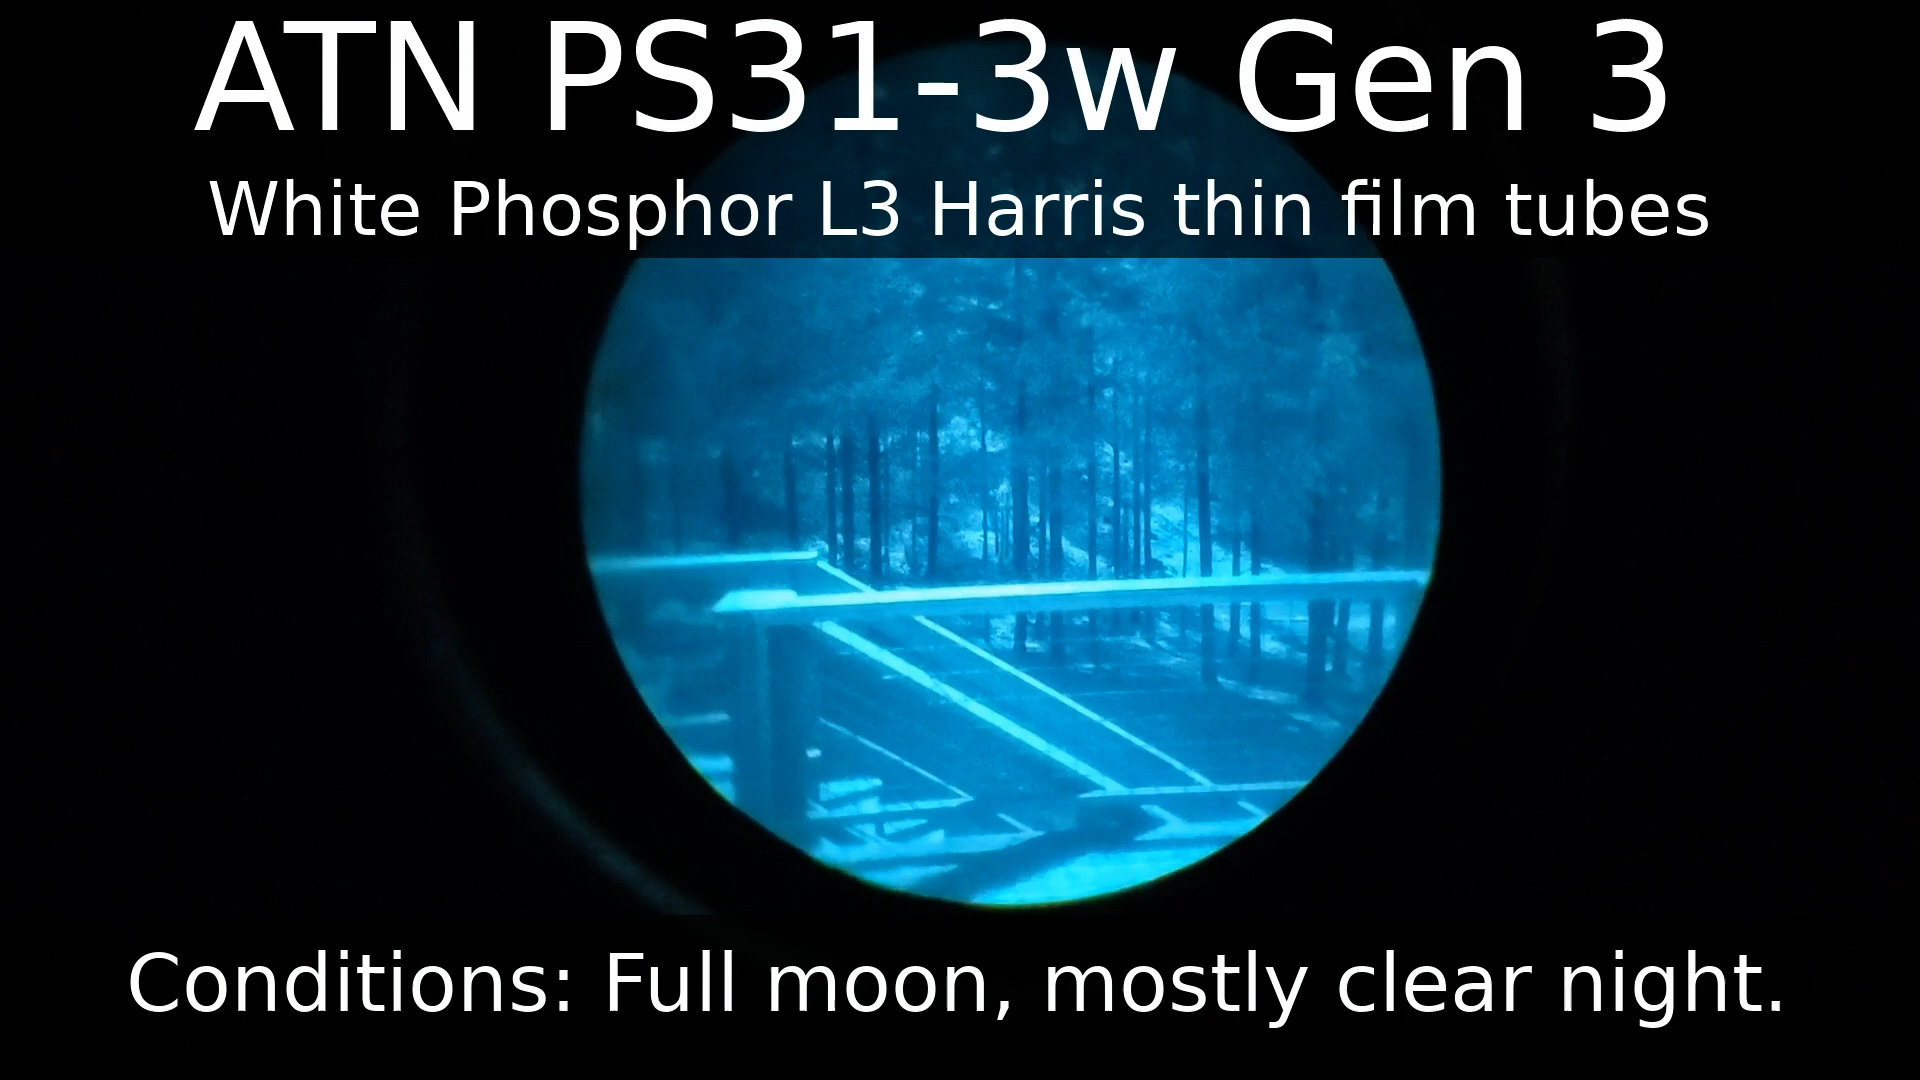 ATN PS31-3w Gen 3
White Phosphor L3 Harris thin film tubes
Conditions: Full moon, mostly clear night.